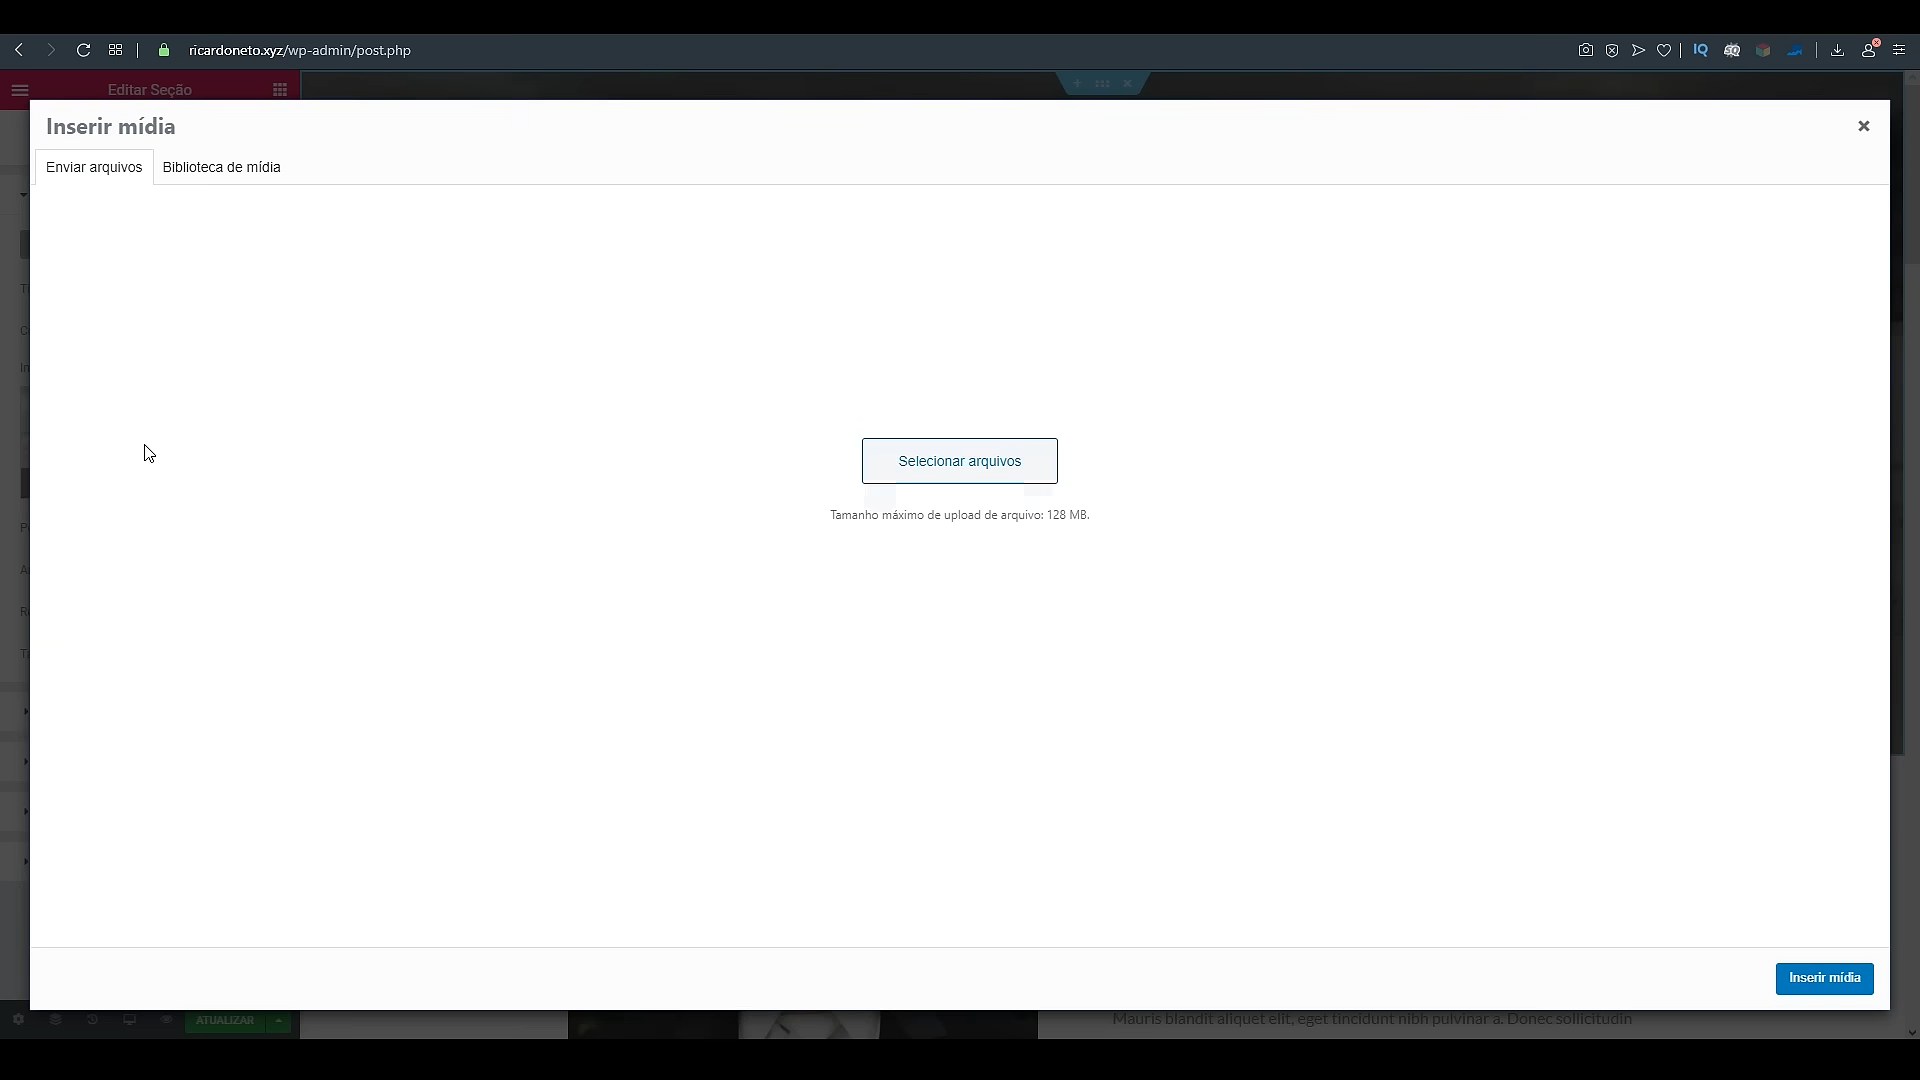 ricardoneto.xyz/wp-admin/post.php
IQ
Editar Seção
Inserir mídia
Enviar arquivos
Biblioteca de mídia
Selecionar arquivos
Tamanho máximo de upload de arquivo: 128 MB.
Inserir mídia
ATUALIZAR
Mauris blandit aliquet elit, eget tincidunt nibh pulvinar a. Donec sollicitudin